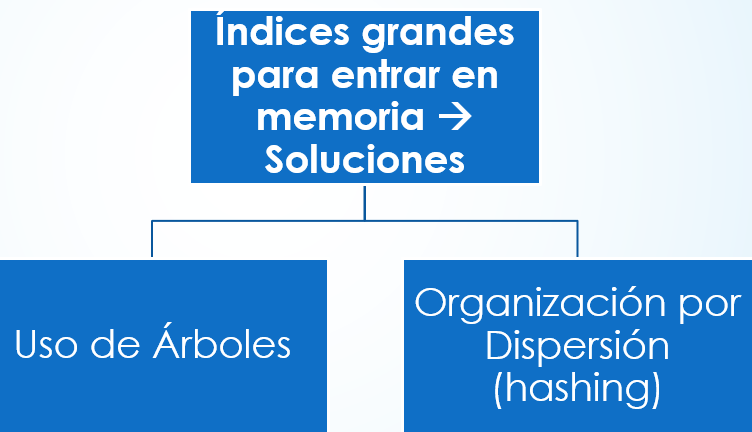 Índices grandes
para entrar en
memoria →
Soluciones
Uso de Árboles
Organización por
Dispersión
(hashing)